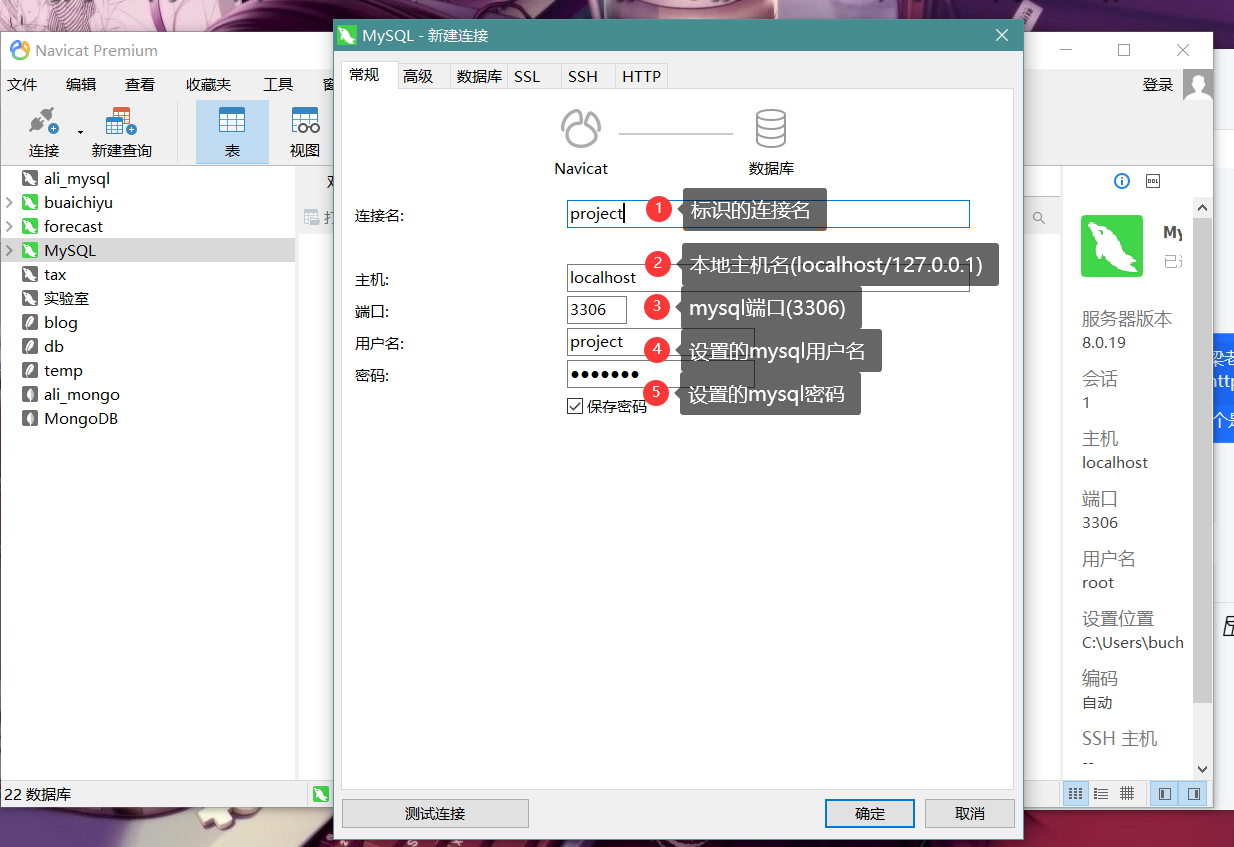 MySQL - 新建连接
Navicat Premium
文件 编辑 查看 收藏夹 工具
登录
常规 高级 数据库 SSL SSH HTTP
连接 新建查询 表 视图
Navicat 数据库
ali_mysql
buaichiyu
forecast
MySQL
tax
实验室
blog
db
temp
ali_mongo
MongoDB
22 数据库
连接名: project 1 标识的连接名
主机: localhost 2 本地主机名(localhost/127.0.0.1)
端口: 3306 3 mysql端口(3306)
用户名: project 4 设置的mysql用户名
密码: ●●●●●●● 5 设置的mysql密码
保存密码
测试连接 确定 取消
DDL
My
服务器版本
8.0.19
会话
1
主机
localhost
端口
3306
用户名
root
设置位置
C:\Users\buch
编码
自动
SSH 主机
--
梁老
http
个是